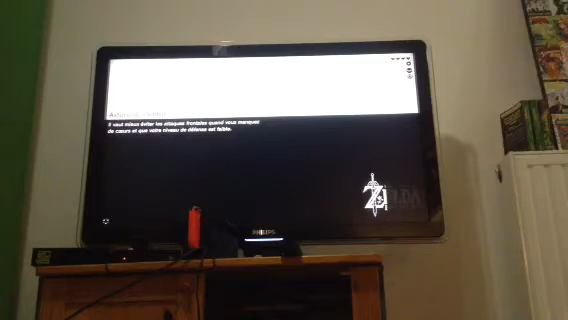 Il vaut mieux éviter les attaques frontales quand vous manquez
de cœurs et que votre niveau de défense est faible.
ZELDA
PHILIPS